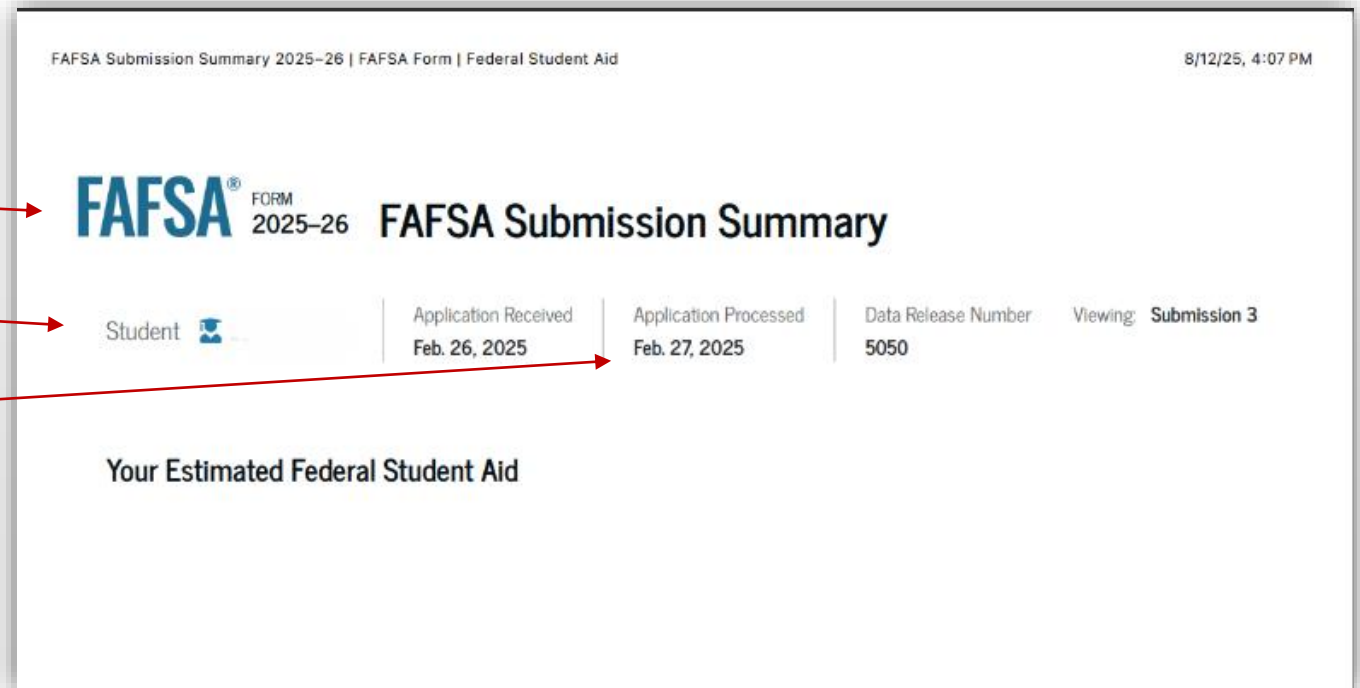 FAFSA Submission Summary 2025–26 | FAFSA Form | Federal Student Aid 8/12/25, 4:07 PM
FAFSA® FORM 2025–26 FAFSA Submission Summary
Student Application Received Application Processed Data Release Number Viewing: Submission 3
Feb. 26, 2025 Feb. 27, 2025 5050
Your Estimated Federal Student Aid